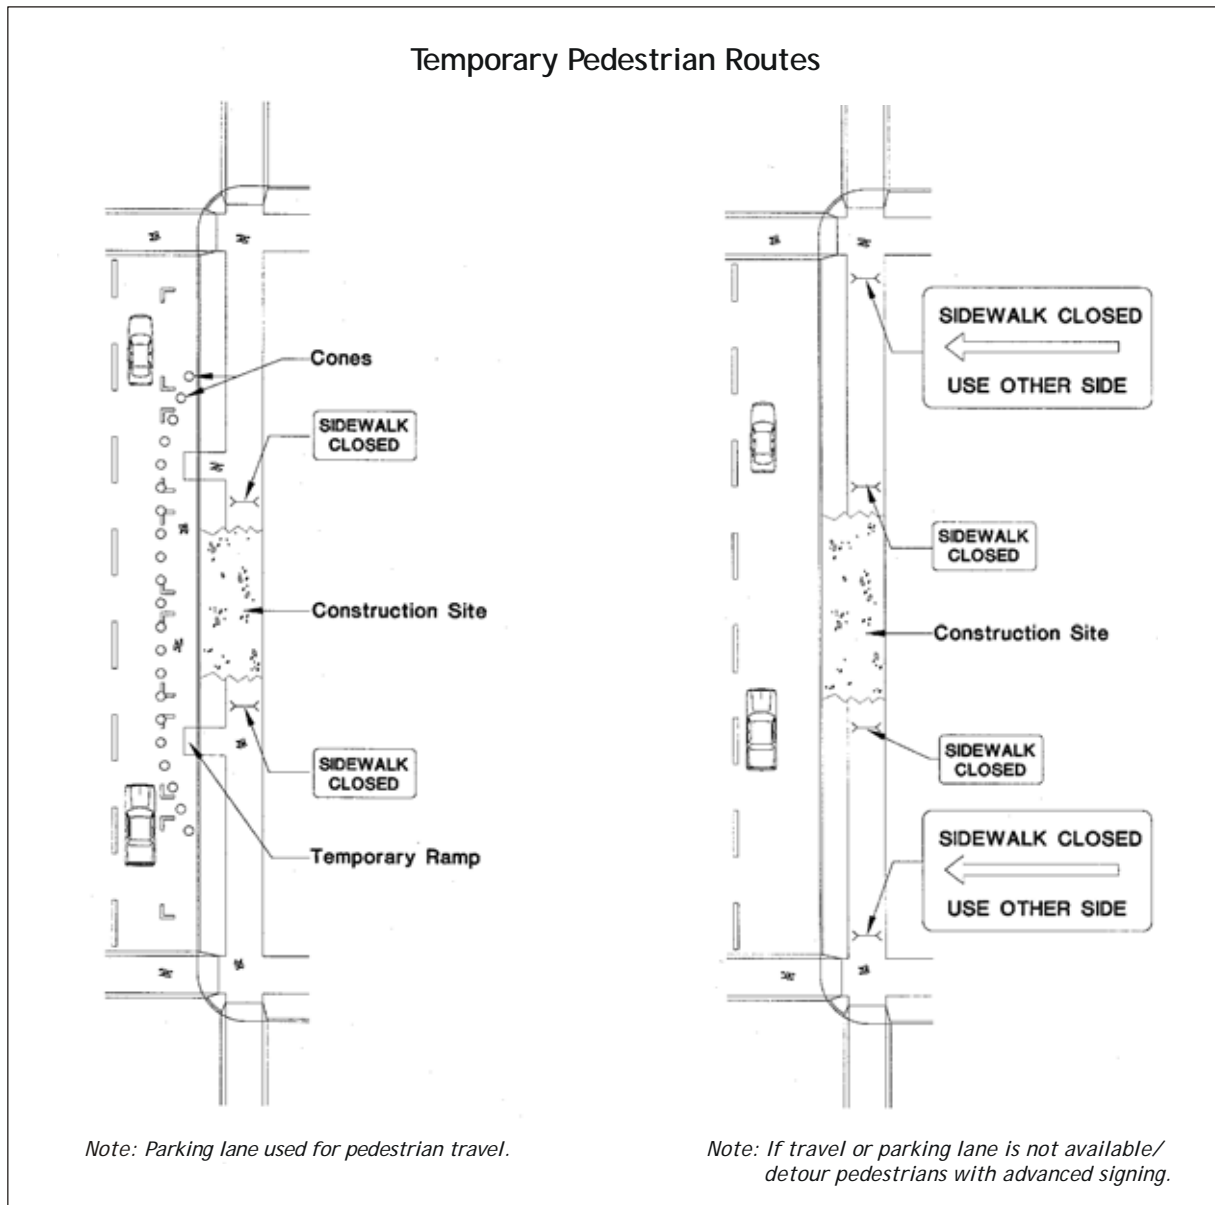 Temporary Pedestrian Routes
Cones
SIDEWALK
CLOSED
Construction Site
SIDEWALK
CLOSED
Temporary Ramp
Note: Parking lane used for pedestrian travel.
SIDEWALK CLOSED
USE OTHER SIDE
SIDEWALK
CLOSED
Construction Site
SIDEWALK
CLOSED
SIDEWALK CLOSED
USE OTHER SIDE
Note: If travel or parking lane is not available/
detour pedestrians with advanced signing.